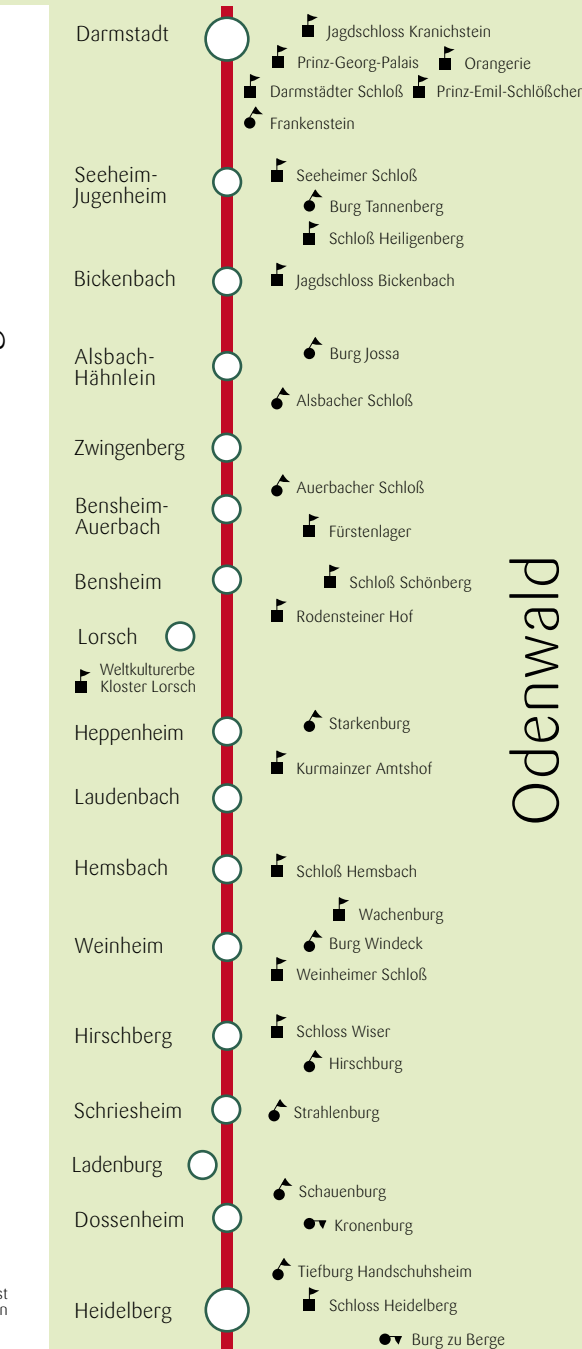 Darmstadt
Jagdschloss Kranichstein
Prinz-Georg-Palais
Orangerie
Darmstädter Schloß
Prinz-Emil-Schlößchen
Frankenstein
Seeheim-
Jugenheim
Seeheimer Schloß
Burg Tannenberg
Schloß Heiligenberg
Bickenbach
Jagdschloss Bickenbach
Alsbach-
Hähnlein
Burg Jossa
Alsbacher Schloß
Zwingenberg
Bensheim-
Auerbach
Auerbacher Schloß
Fürstenlager
Bensheim
Schloß Schönberg
Rodensteiner Hof
Lorsch
Weltkulturerbe
Kloster Lorsch
Odenwald
Heppenheim
Starkenburg
Kurmainzer Amtshof
Laudenbach
Hemsbach
Schloß Hemsbach
Weinheim
Wachenburg
Burg Windeck
Weinheimer Schloß
Hirschberg
Schloss Wiser
Hirschburg
Schriesheim
Strahlenburg
Ladenburg
Dossenheim
Schauenburg
Kronenburg
Heidelberg
Tiefburg Handschuhsheim
Schloss Heidelberg
Burg zu Berge